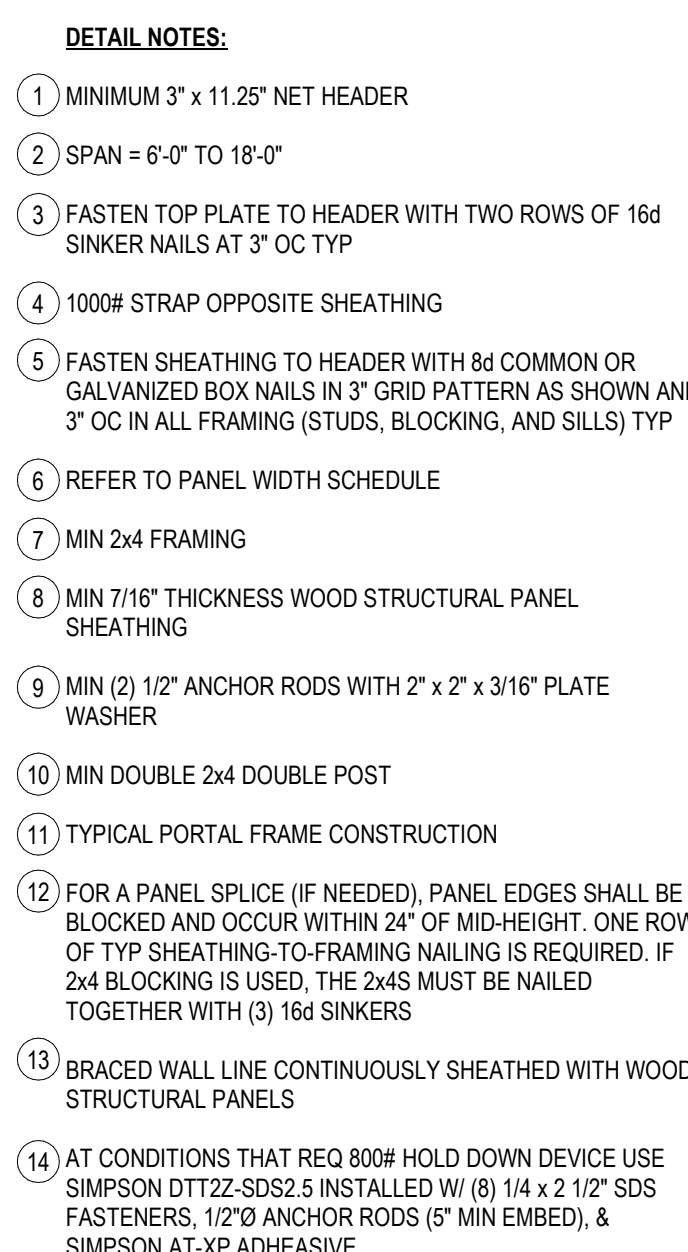 DETAIL NOTES:
1 MINIMUM 3" x 11.25" NET HEADER
2 SPAN = 6'-0" TO 18'-0"
3 FASTEN TOP PLATE TO HEADER WITH TWO ROWS OF 16d
SINKER NAILS AT 3" OC TYP
4 1000# STRAP OPPOSITE SHEATHING
5 FASTEN SHEATHING TO HEADER WITH 8d COMMON OR
GALVANIZED BOX NAILS IN 3" GRID PATTERN AS SHOWN AND
3" OC IN ALL FRAMING (STUDS, BLOCKING, AND SILLS) TYP
6 REFER TO PANEL WIDTH SCHEDULE
7 MIN 2x4 FRAMING
8 MIN 7/16" THICKNESS WOOD STRUCTURAL PANEL
SHEATHING
9 MIN (2) 1/2" ANCHOR RODS WITH 2" x 2" x 3/16" PLATE
WASHER
10 MIN DOUBLE 2x4 DOUBLE POST
11 TYPICAL PORTAL FRAME CONSTRUCTION
12 FOR A PANEL SPLICE (IF NEEDED), PANEL EDGES SHALL BE
BLOCKED AND OCCUR WITHIN 24" OF MID-HEIGHT. ONE ROW
OF TYP SHEATHING-TO-FRAMING NAILING IS REQUIRED. IF
2x4 BLOCKING IS USED, THE 2x4S MUST BE NAILED
TOGETHER WITH (3) 16d SINKERS
13 BRACED WALL LINE CONTINUOUSLY SHEATHED WITH WOOD
STRUCTURAL PANELS
14 AT CONDITIONS THAT REQ 800# HOLD DOWN DEVICE USE
SIMPSON DTT2Z-SDS2.5 INSTALLED W/ (8) 1/4 x 2 1/2" SDS
FASTENERS, 1/2"Ø ANCHOR RODS (5" MIN EMBED), &
SIMPSON AT-XP ADHEASIVE